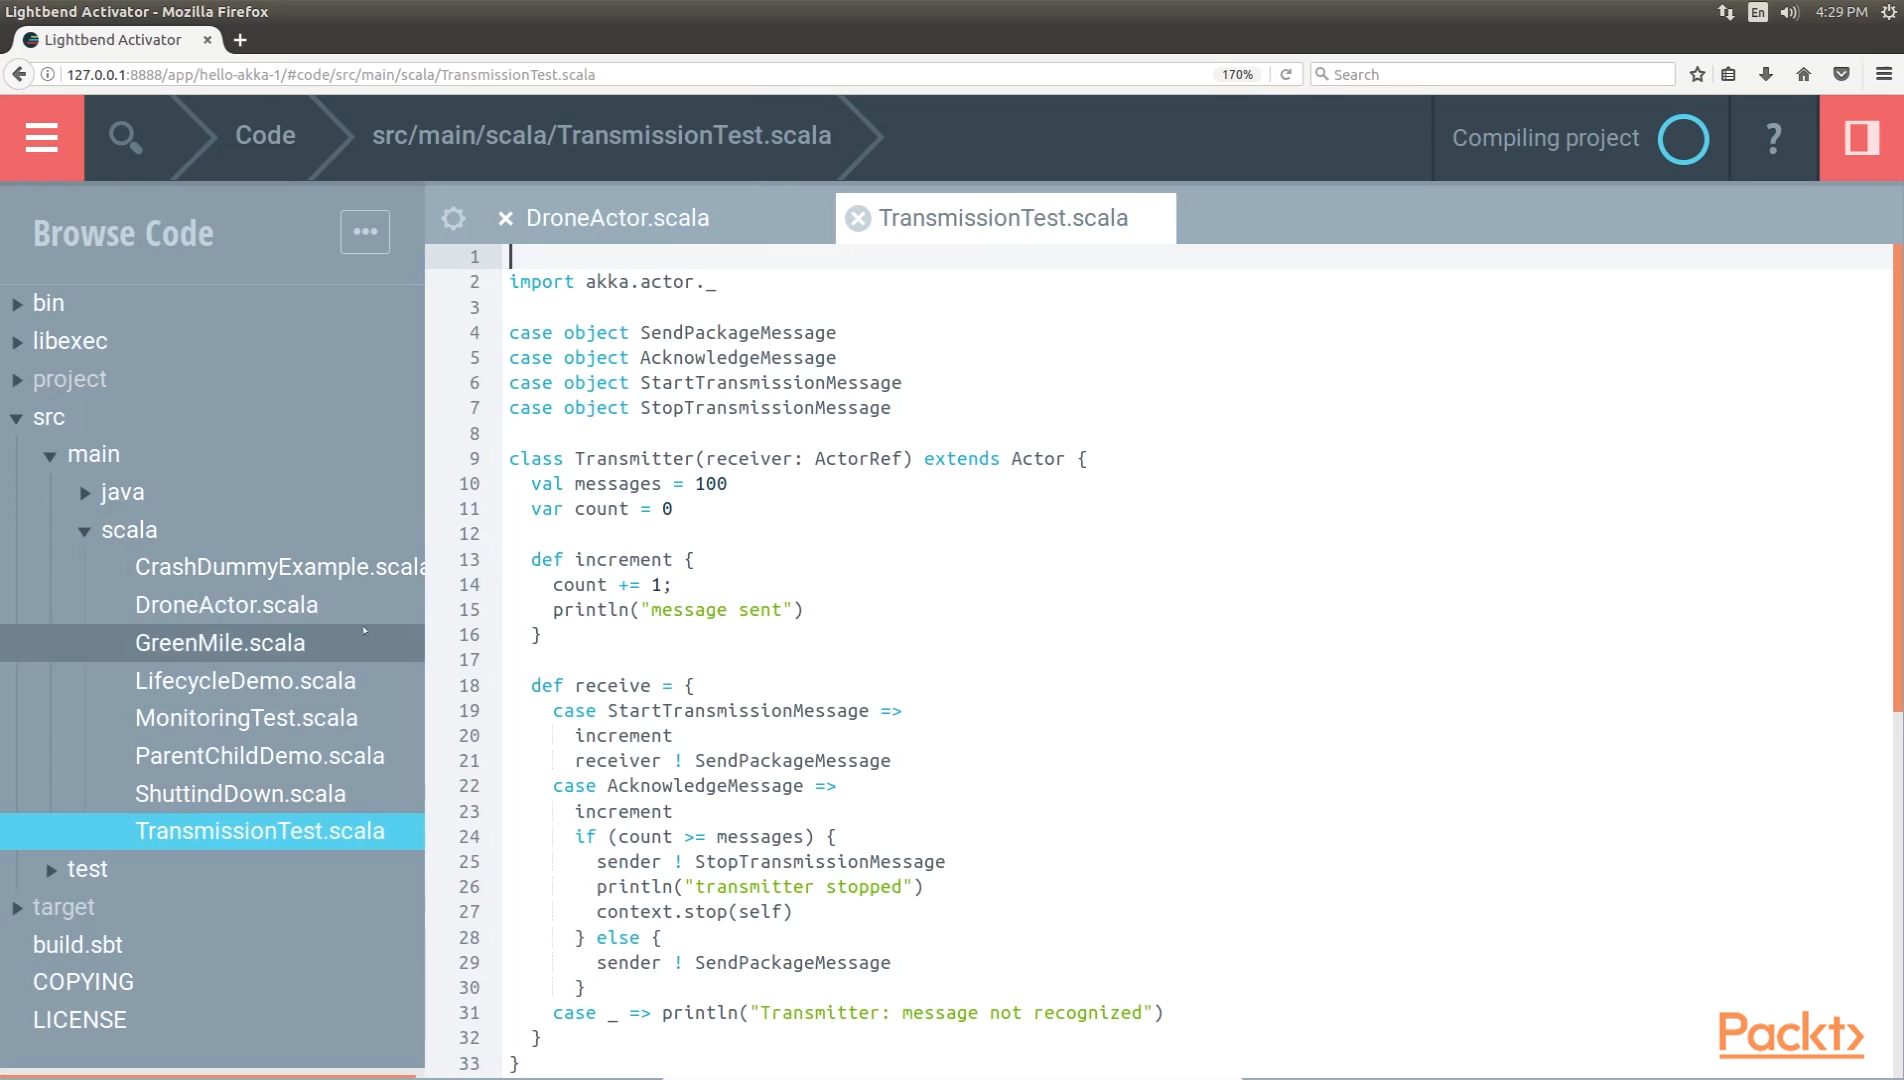 Lightbend Activator - Mozilla Firefox
En
4:29 PM
Lightbend Activator
127.0.0.1:8888/app/hello-akka-1/#code/src/main/scala/TransmissionTest.scala
170%
Search
Code
src/main/scala/TransmissionTest.scala
Compiling project
?
Browse Code
DroneActor.scala
TransmissionTest.scala
bin
libexec
project
src
main
java
scala
CrashDummyExample.scala
DroneActor.scala
GreenMile.scala
LifecycleDemo.scala
MonitoringTest.scala
ParentChildDemo.scala
ShuttindDown.scala
TransmissionTest.scala
test
target
build.sbt
COPYING
LICENSE
1
2 import akka.actor._
3
4 case object SendPackageMessage
5 case object AcknowledgeMessage
6 case object StartTransmissionMessage
7 case object StopTransmissionMessage
8
9 class Transmitter(receiver: ActorRef) extends Actor {
10 val messages = 100
11 var count = 0
12
13 def increment {
14 count += 1;
15 println("message sent")
16 }
17
18 def receive = {
19 case StartTransmissionMessage =>
20 increment
21 receiver ! SendPackageMessage
22 case AcknowledgeMessage =>
23 increment
24 if (count >= messages) {
25 sender ! StopTransmissionMessage
26 println("transmitter stopped")
27 context.stop(self)
28 } else {
29 sender ! SendPackageMessage
30 }
31 case _ => println("Transmitter: message not recognized")
32 }
33 }
Packt>